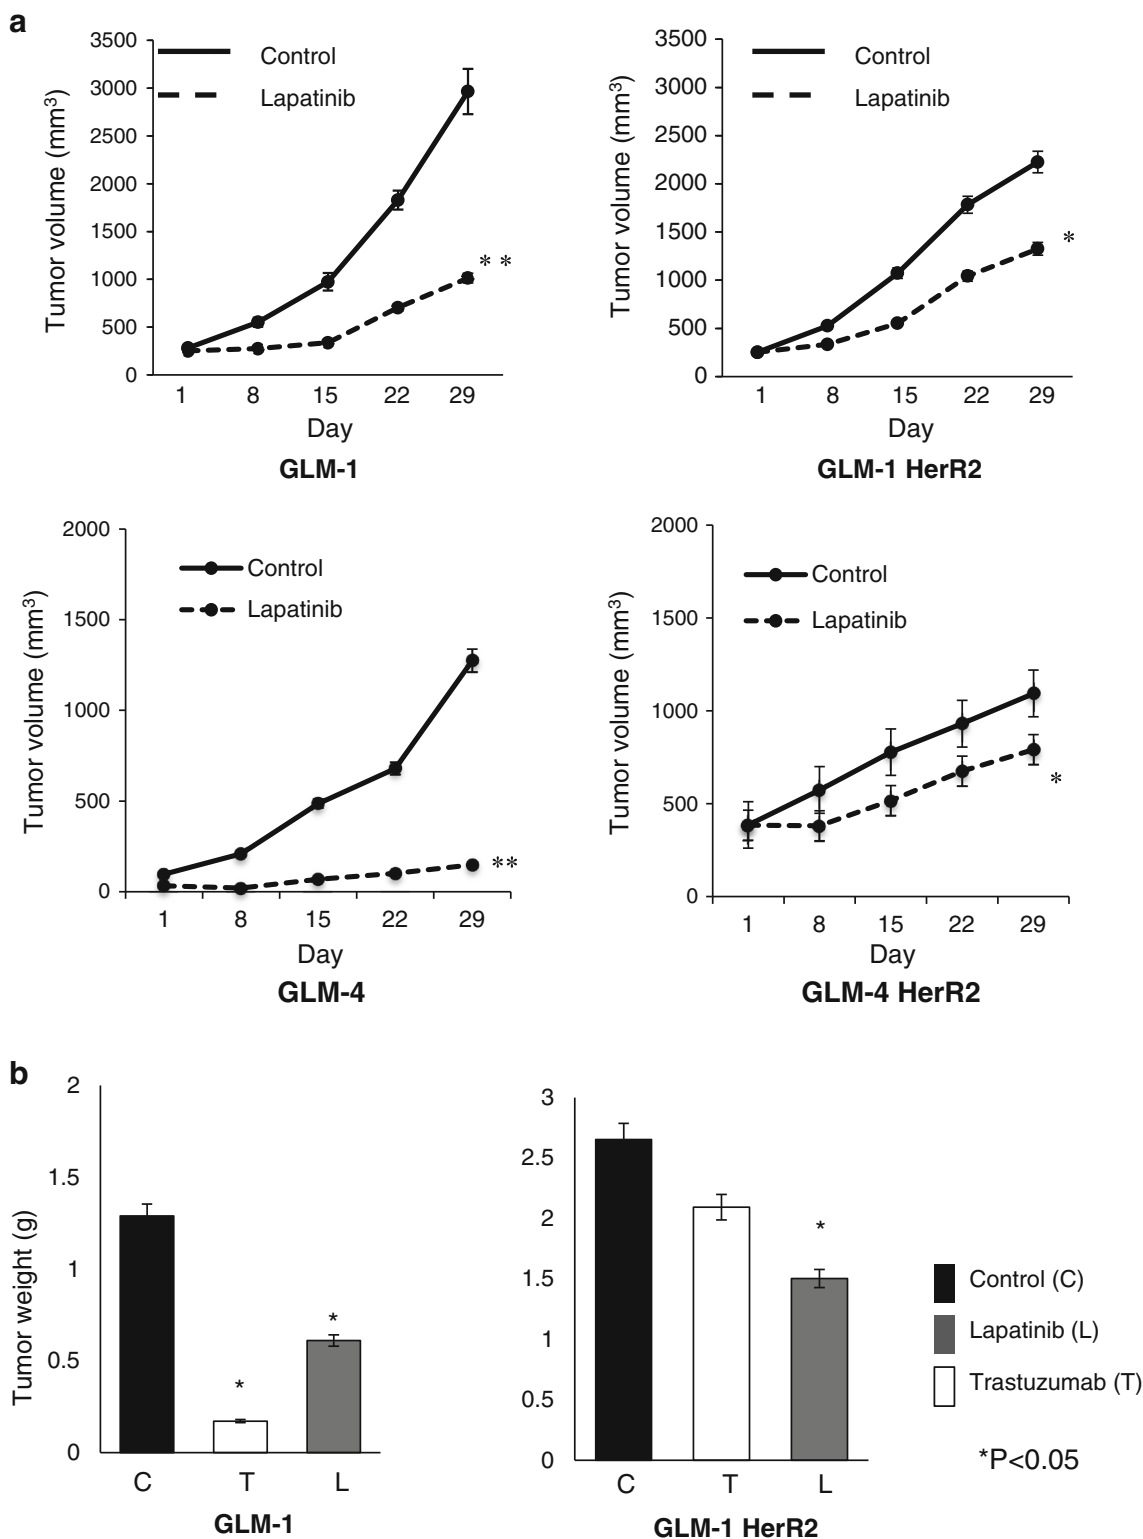 a
3500
3000
2500
2000
1500
1000
500
0
Tumor volume (mm3)
Control
Lapatinib
* *
1 8 15 22 29
Day
GLM-1
3500
3000
2500
2000
1500
1000
500
0
Tumor volume (mm3)
Control
Lapatinib
*
1 8 15 22 29
Day
GLM-1 HerR2
2000
1500
1000
500
0
Tumor volume (mm3)
Control
Lapatinib
**
1 8 15 22 29
Day
GLM-4
2000
1500
1000
500
0
Tumor volume (mm3)
Control
Lapatinib
*
1 8 15 22 29
Day
GLM-4 HerR2
b
2
1.5
1
0.5
0
Tumor weight (g)
*
*
C T L
GLM-1
3
2.5
2
1.5
1
0.5
0
*
C T L
GLM-1 HerR2
Control (C)
Lapatinib (L)
Trastuzumab (T)
*P<0.05